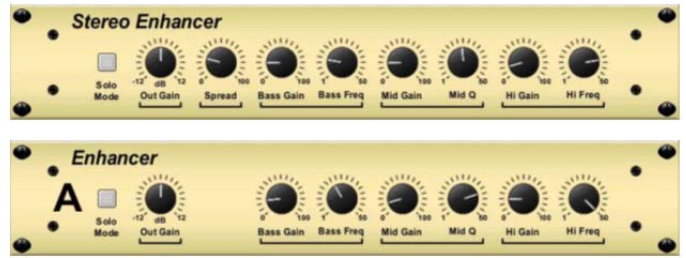 Stereo Enhancer
Solo Mode
-12 dB 12
Out Gain
0 100
Spread
0 100
Bass Gain
1 50
Bass Freq
0 100
Mid Gain
1 50
Mid Q
0 100
Hi Gain
1 50
Hi Freq
Enhancer
A
Solo Mode
-12 dB 12
Out Gain
0 100
Bass Gain
1 50
Bass Freq
0 100
Mid Gain
1 50
Mid Q
0 100
Hi Gain
1 50
Hi Freq